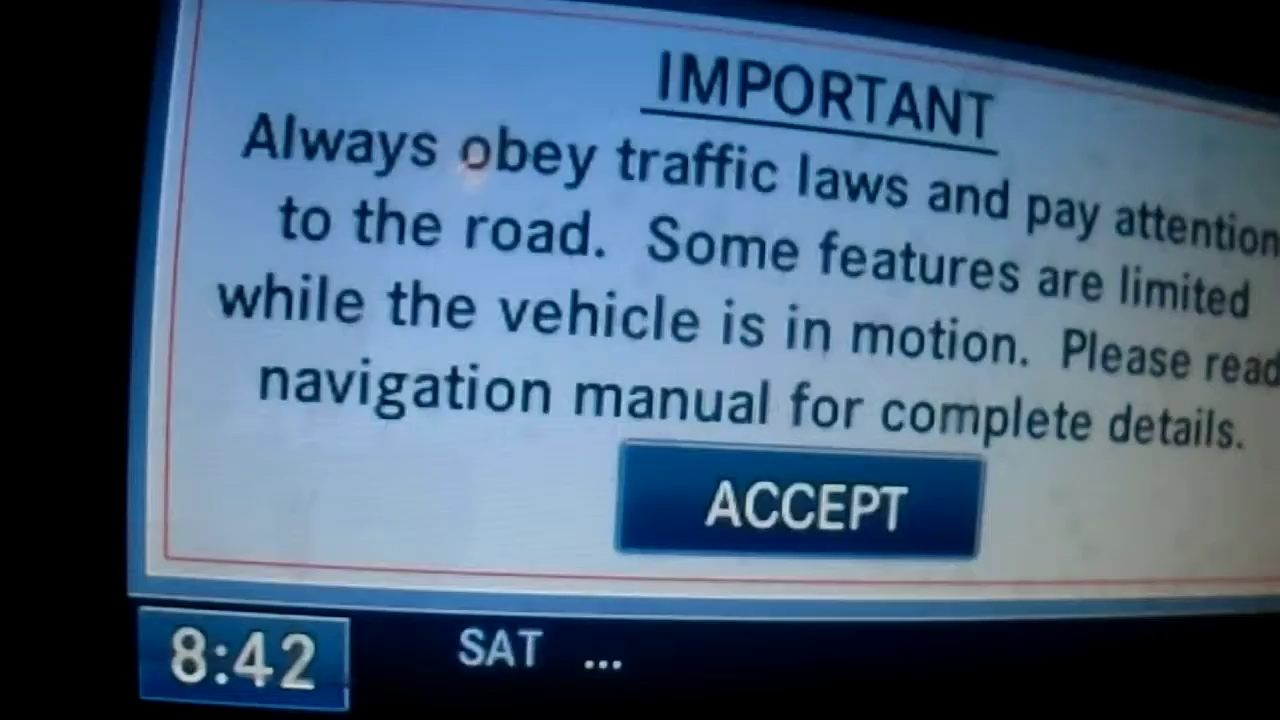 IMPORTANT
Always obey traffic laws and pay attention
to the road. Some features are limited
while the vehicle is in motion. Please read
navigation manual for complete details.
ACCEPT
8:42 SAT ...